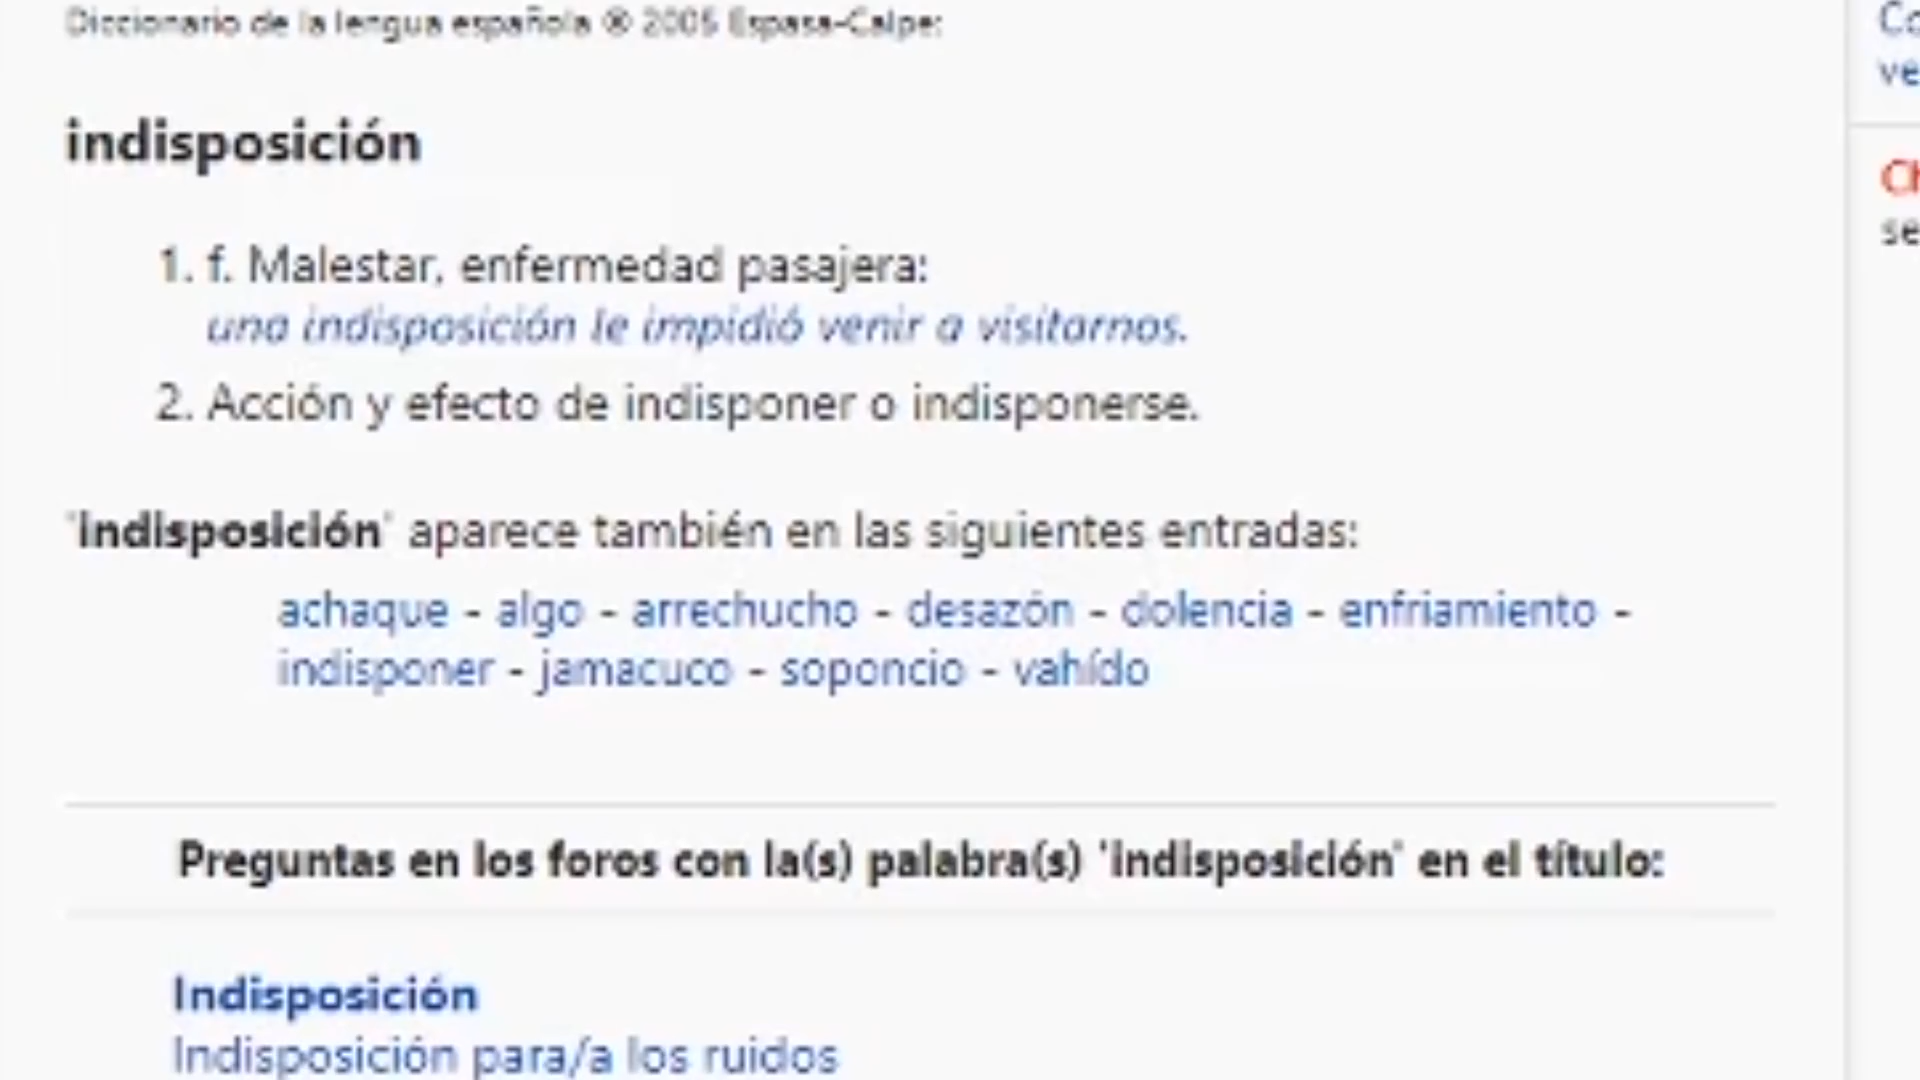 Diccionario de la lengua española © 2005 Espasa-Calpe:
indisposición
1. f. Malestar, enfermedad pasajera:
una indisposición le impidió venir a visitarnos.
2. Acción y efecto de indisponer o indisponerse.
'indisposición' aparece también en las siguientes entradas:
achaque - algo - arrechucho - desazón - dolencia - enfriamiento -
indisponer - jamacuco - soponcio - vahído
Preguntas en los foros con la(s) palabra(s) 'indisposición' en el título:
Indisposición
Indisposición para/a los ruidos